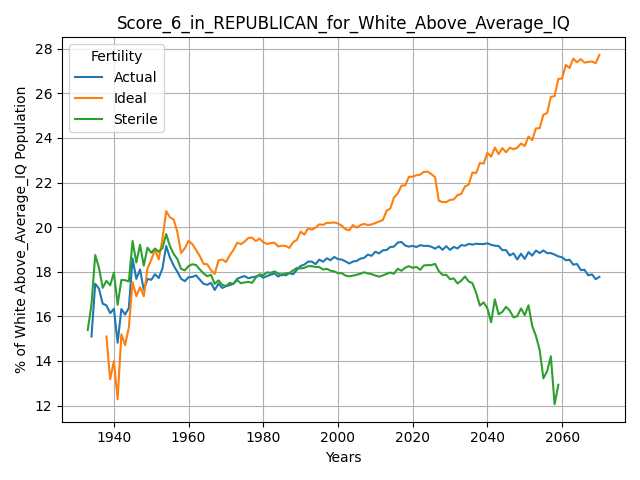 Score_6_in_REPUBLICAN_for_White_Above_Average_IQ
Fertility
Actual
Ideal
Sterile
% of White Above_Average_IQ Population
28
26
24
22
20
18
16
14
12
1940
1960
1980
2000
2020
2040
2060
Years